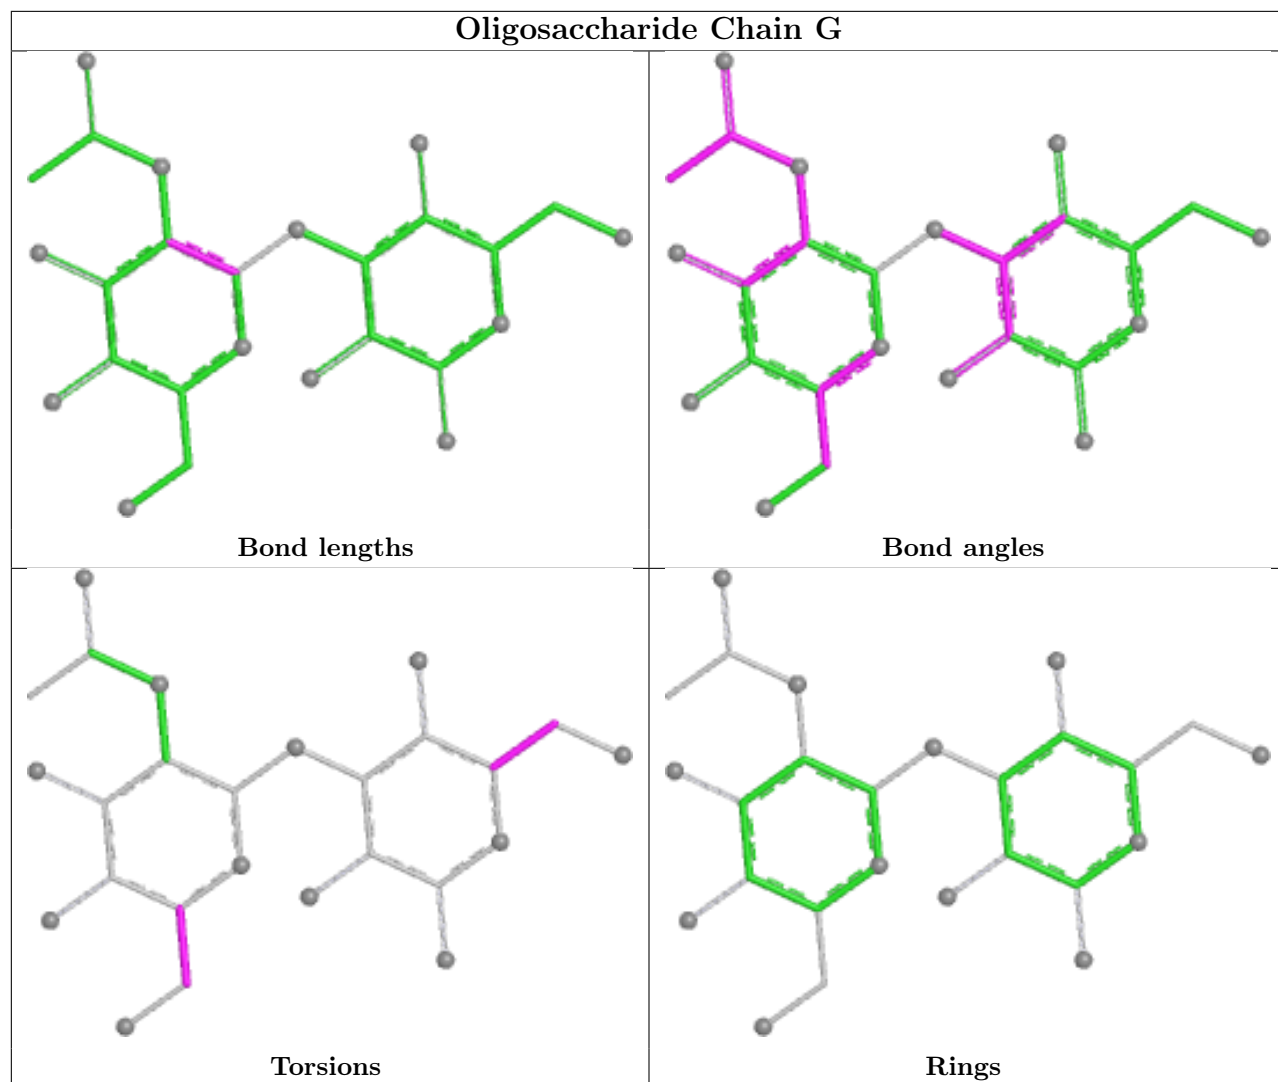 Oligosaccharide Chain G
Bond lengths
Bond angles
Torsions
Rings